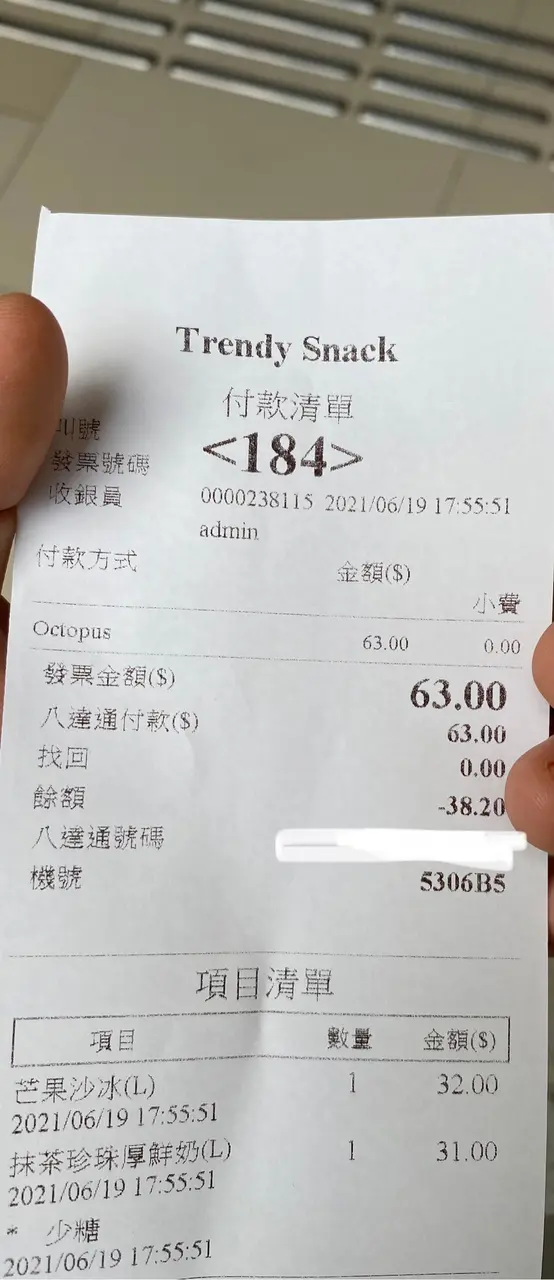 Trendy Snack
付款清單
叫號 <184>
發票號碼 0000238115 2021/06/19 17:55:51
收銀員 admin
付款方式 金額($) 小費
Octopus 63.00 0.00
發票金額($) 63.00
八達通付款($) 63.00
找回 0.00
餘額 -38.20
八達通號碼
機號 5306B5
項目清單
項目 數量 金額($)
芒果沙冰(L) 1 32.00
2021/06/19 17:55:51
抹茶珍珠厚鮮奶(L) 1 31.00
2021/06/19 17:55:51
* 少糖
2021/06/19 17:55:51